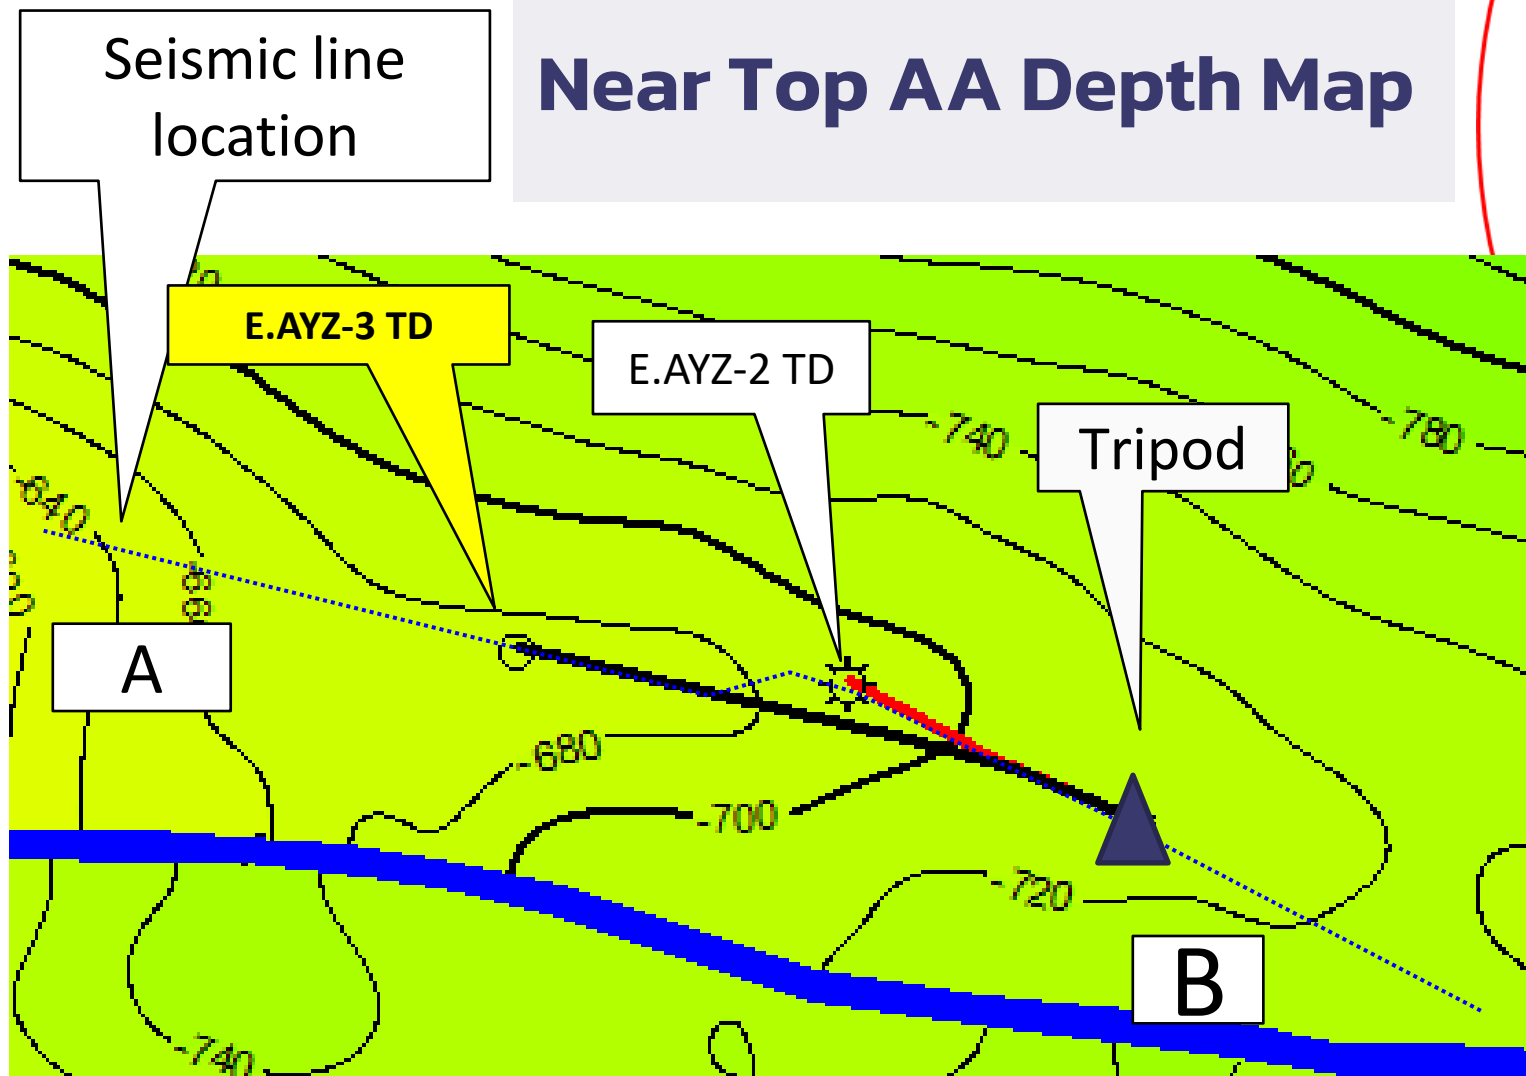 Seismic line
location
Near Top AA Depth Map
E.AYZ-3 TD
E.AYZ-2 TD
-740
-780
Tripod
-640
A
-680
-700
-720
B
-740